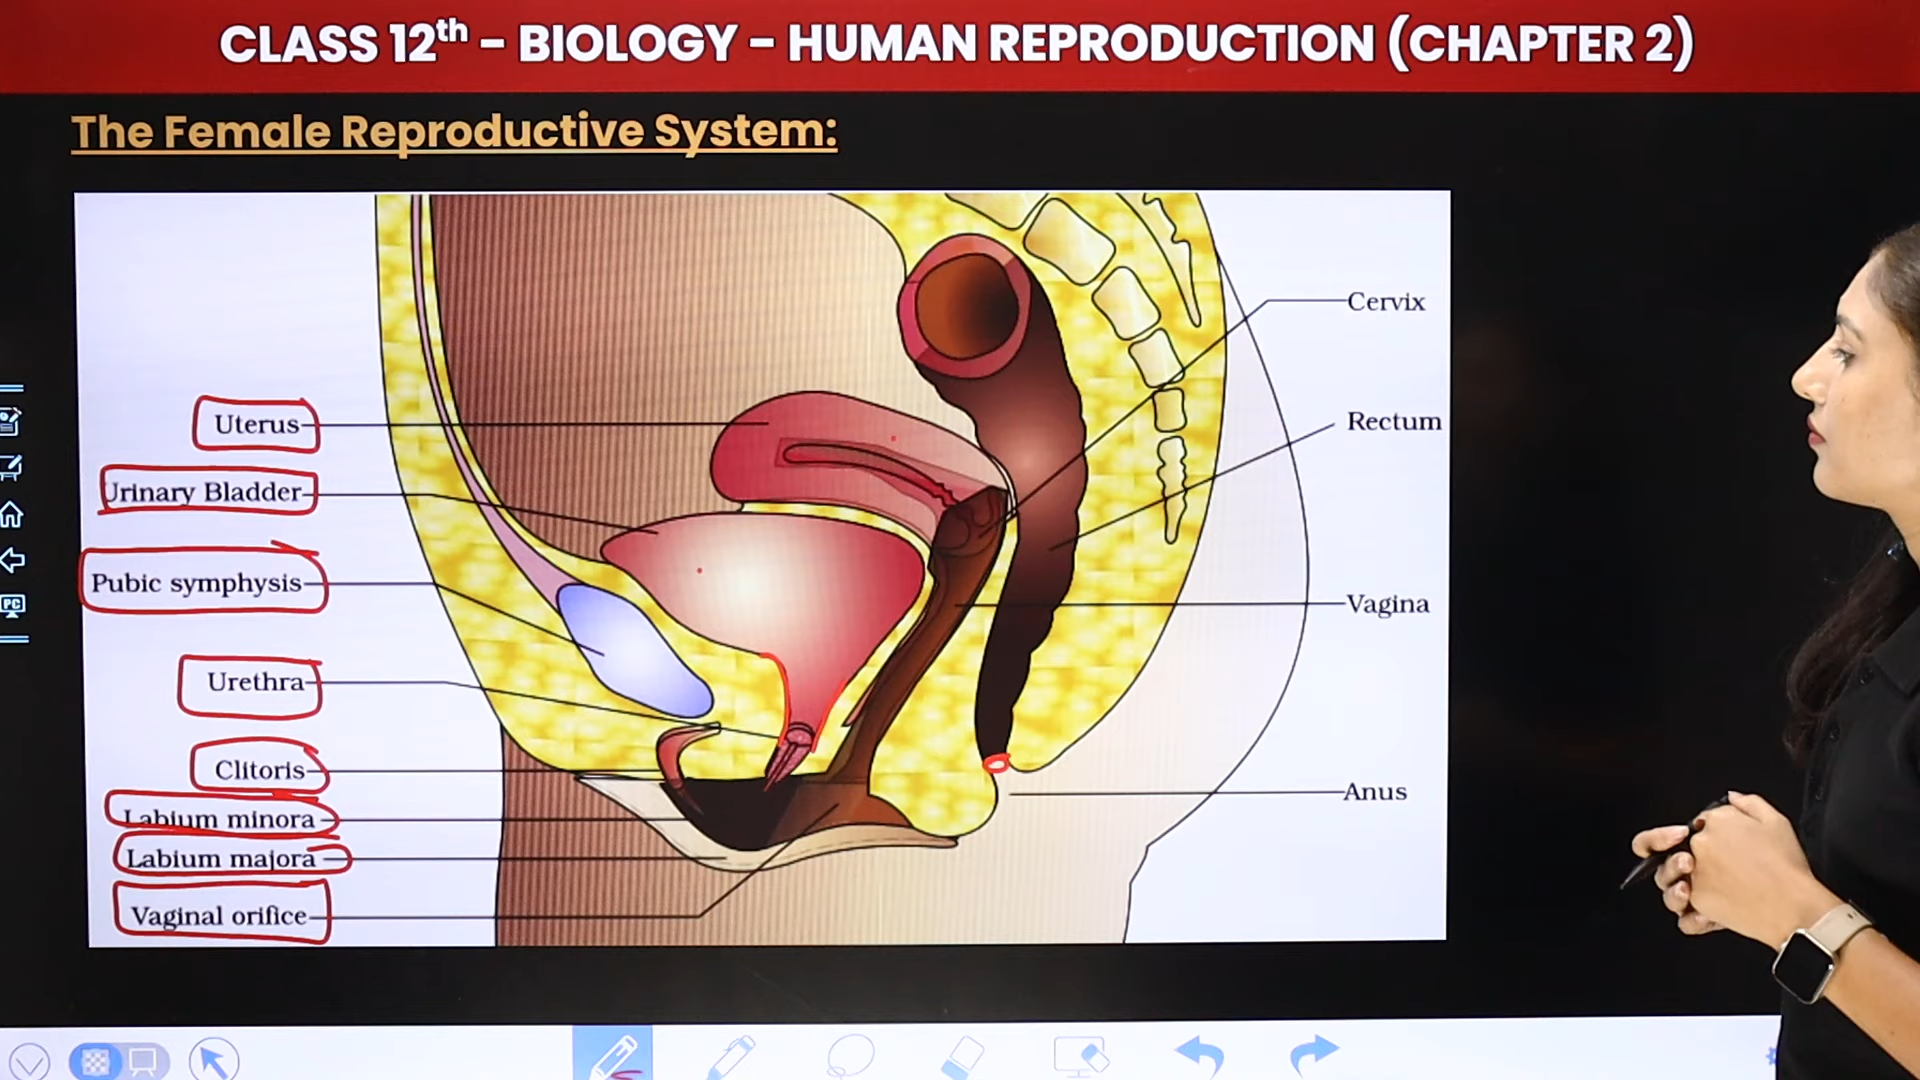 CLASS 12th - BIOLOGY - HUMAN REPRODUCTION (CHAPTER 2)
The Female Reproductive System:
Uterus
Urinary Bladder
Pubic symphysis
Urethra
Clitoris
Labium minora
Labium majora
Vaginal orifice
Cervix
Rectum
Vagina
Anus
PC